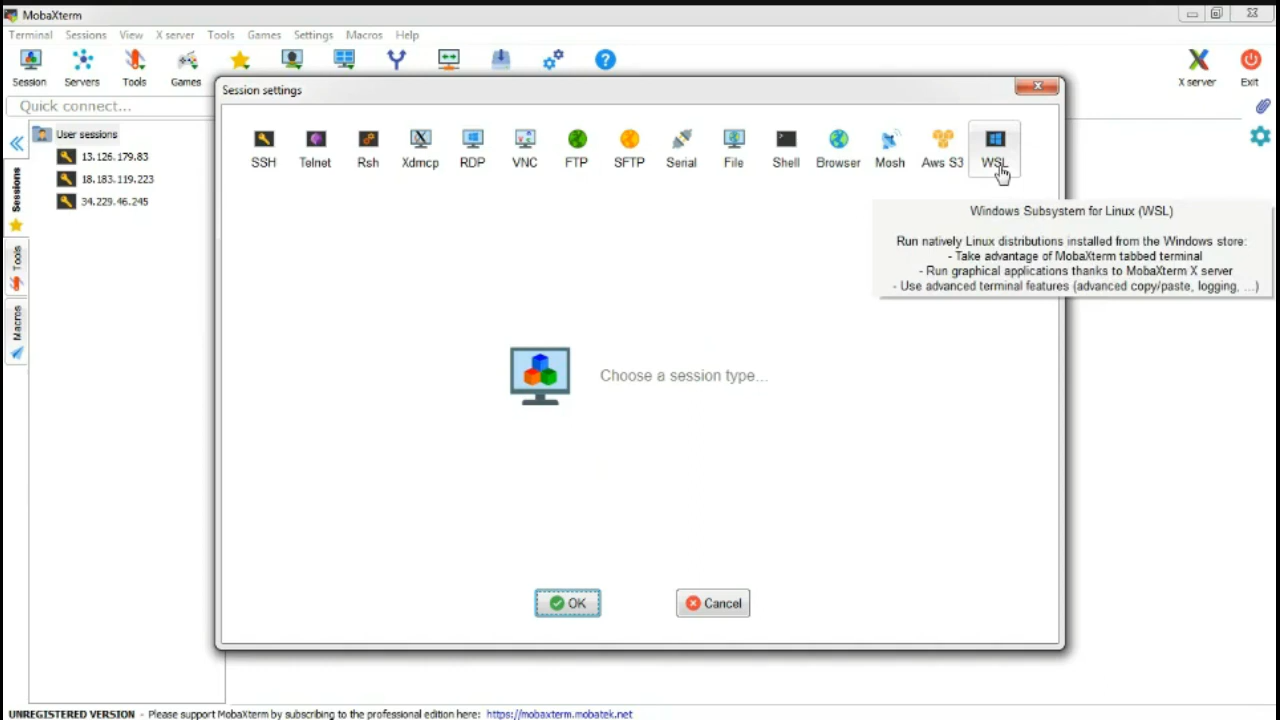 MobaXterm
Terminal Sessions View X server Tools Games Settings Macros Help
Session Servers Tools Games X server Exit
Quick connect...
Session settings
SSH Telnet Rsh Xdmcp RDP VNC FTP SFTP Serial File Shell Browser Mosh Aws S3 WSL
User sessions
13.126.179.83
18.183.119.223
34.229.46.245
Sessions
Tools
Macros
Windows Subsystem for Linux (WSL)
Run natively Linux distributions installed from the Windows store:
- Take advantage of MobaXterm tabbed terminal
- Run graphical applications thanks to MobaXterm X server
- Use advanced terminal features (advanced copy/paste, logging, ...)
Choose a session type...
OK Cancel
UNREGISTERED VERSION - Please support MobaXterm by subscribing to the professional edition here: https://mobaxterm.mobatek.net